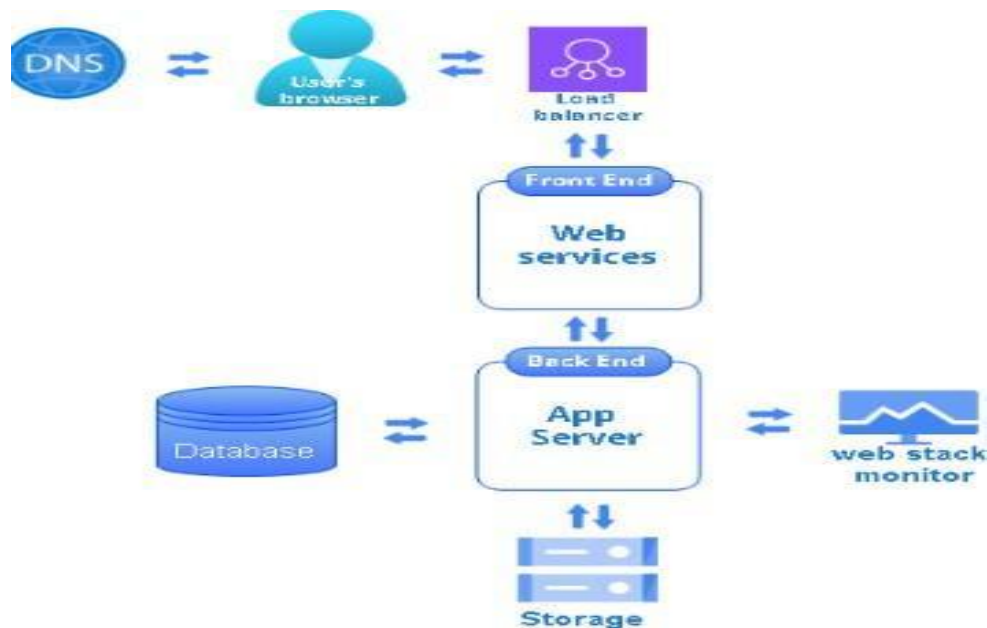 DNS
User's
browser
Load
balancer
Front End
Web
services
Back End
App
Server
Database
web stack
monitor
Storage